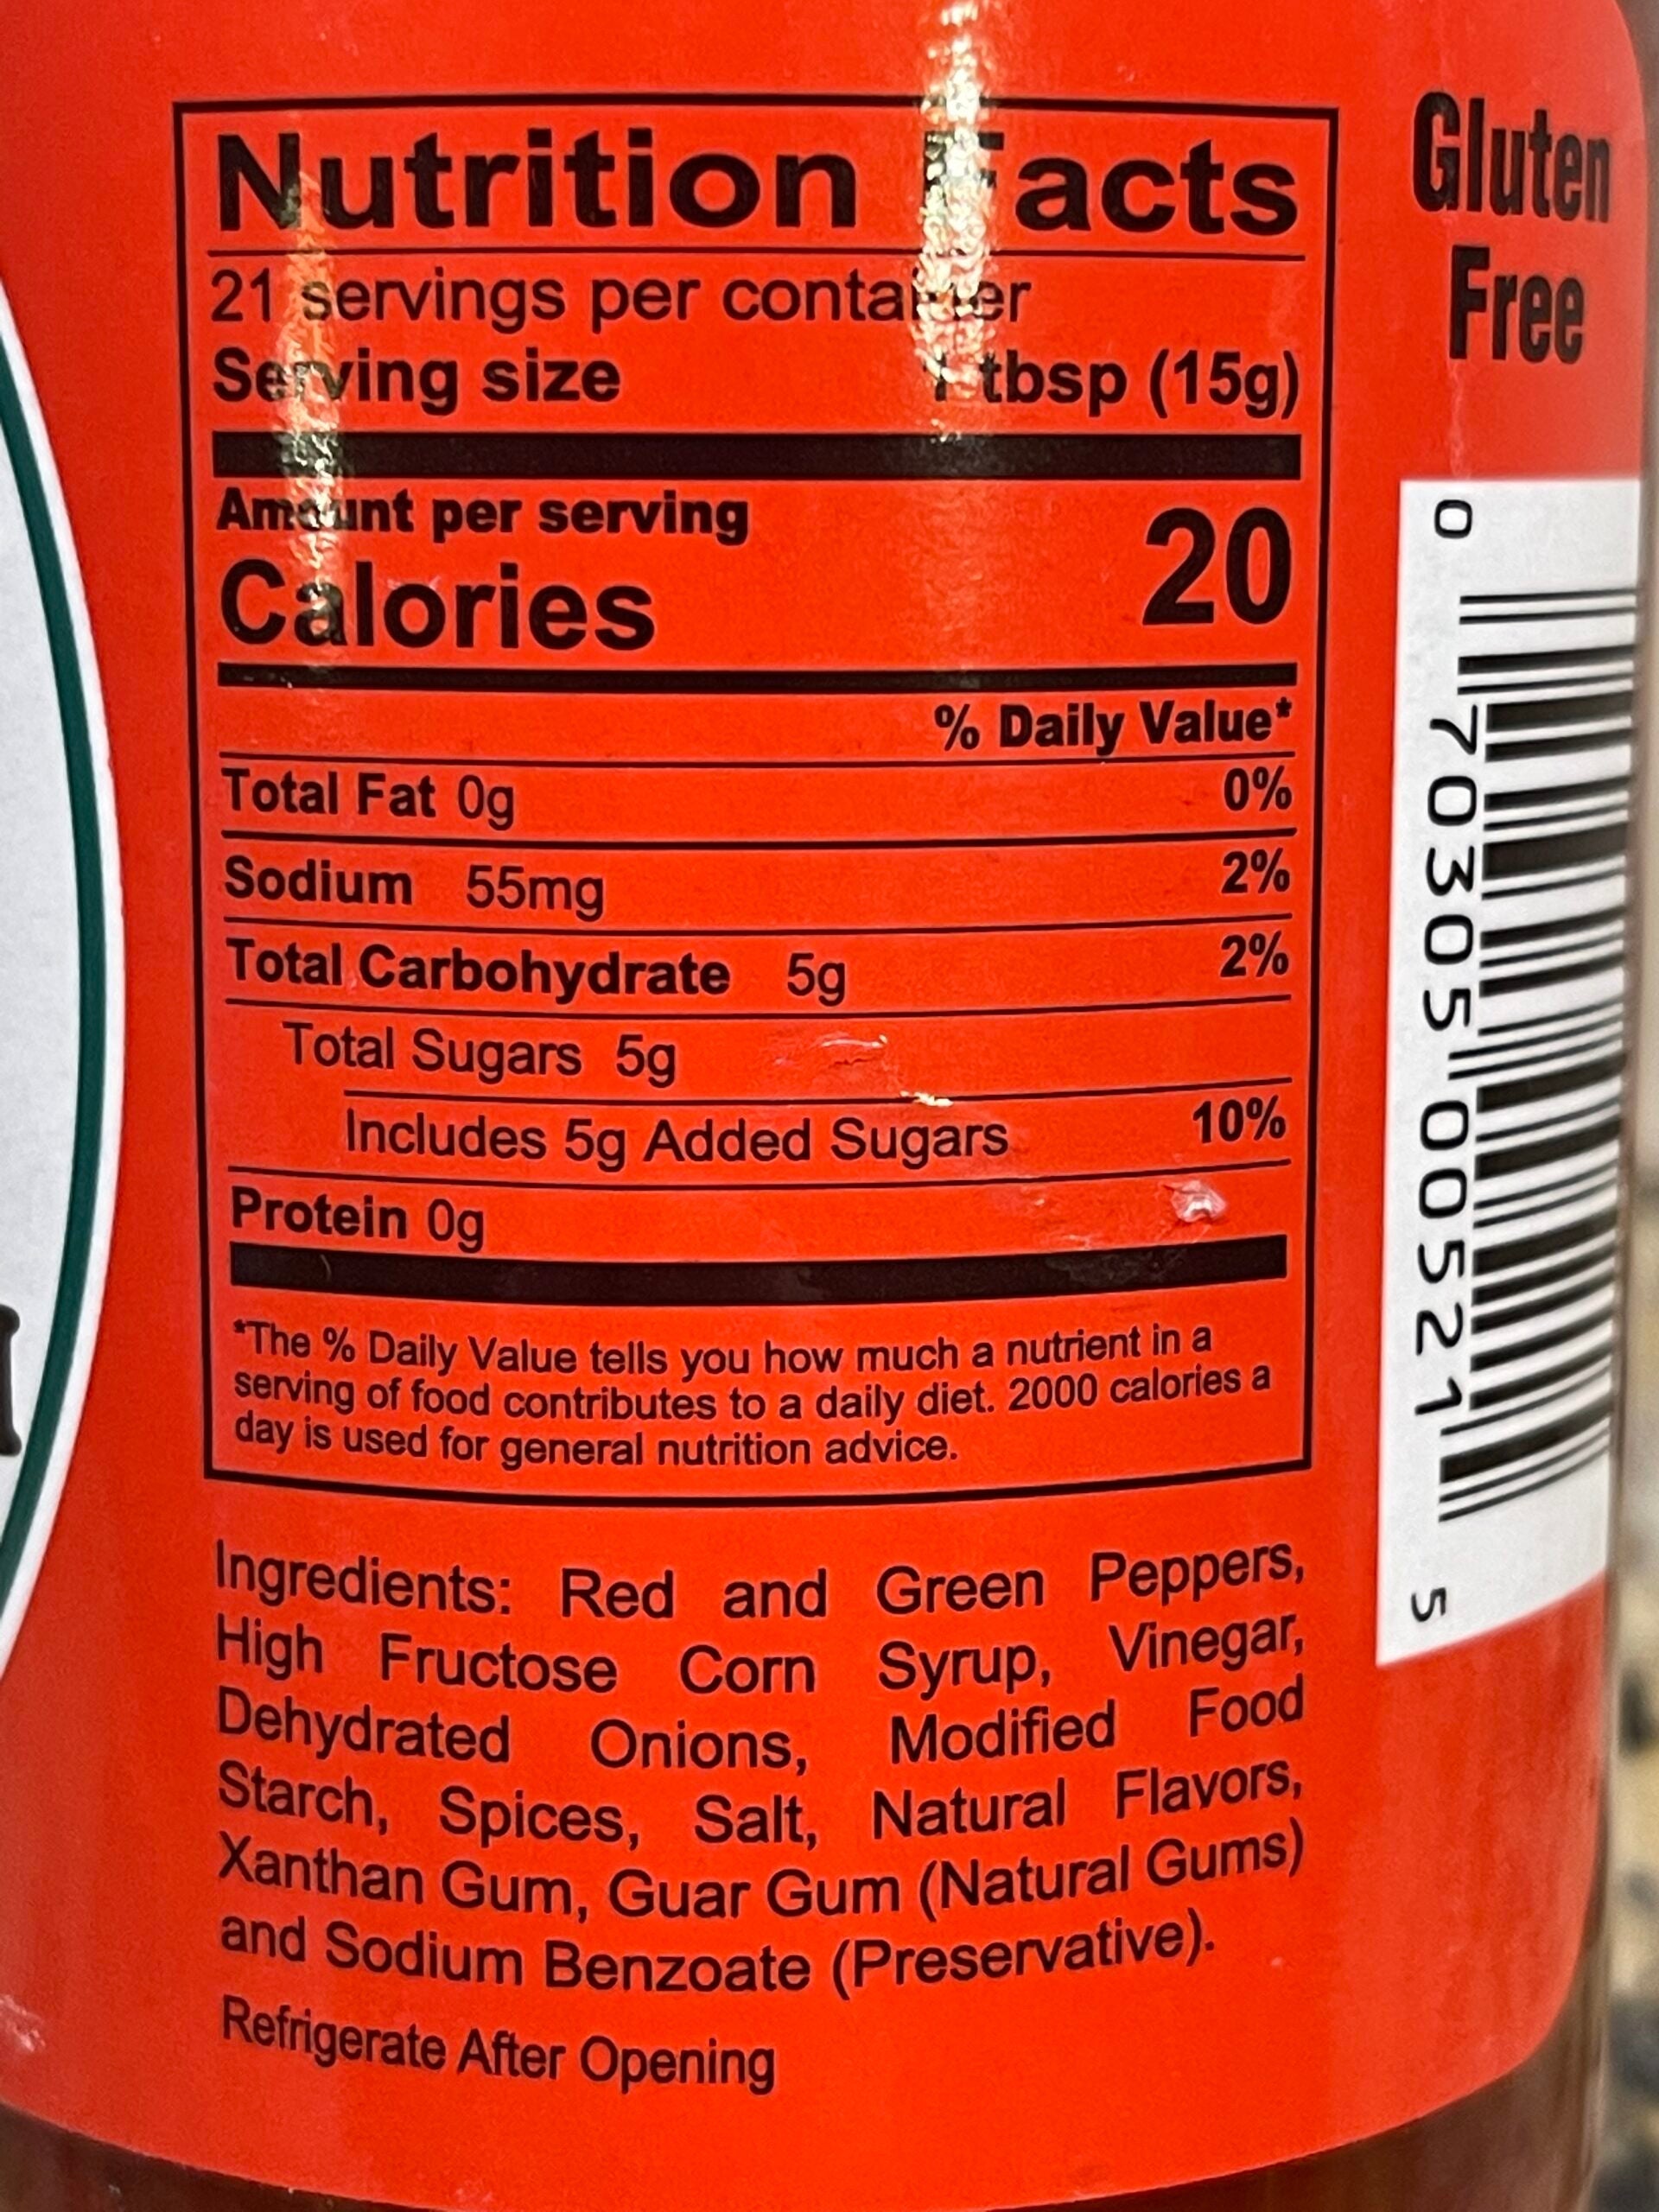 Nutrition Facts
21 servings per container
Serving size 1 tbsp (15g)
Amount per serving
Calories 20
% Daily Value*
Total Fat 0g 0%
Sodium 55mg 2%
Total Carbohydrate 5g 2%
Total Sugars 5g
Includes 5g Added Sugars 10%
Protein 0g
*The % Daily Value tells you how much a nutrient in a
serving of food contributes to a daily diet. 2000 calories a
day is used for general nutrition advice.
Ingredients: Red and Green Peppers,
High Fructose Corn Syrup, Vinegar,
Dehydrated Onions, Modified Food
Starch, Spices, Salt, Natural Flavors,
Xanthan Gum, Guar Gum (Natural Gums)
and Sodium Benzoate (Preservative).
Refrigerate After Opening
Gluten
Free
0 70305 00521 5